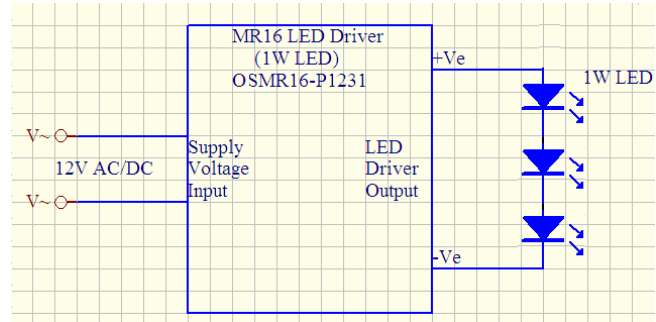 MR16 LED Driver
(1W LED)
OSMR16-P1231
+Ve
1W LED
V~
Supply
LED
12V AC/DC
Voltage
Driver
Input
Output
V~
-Ve